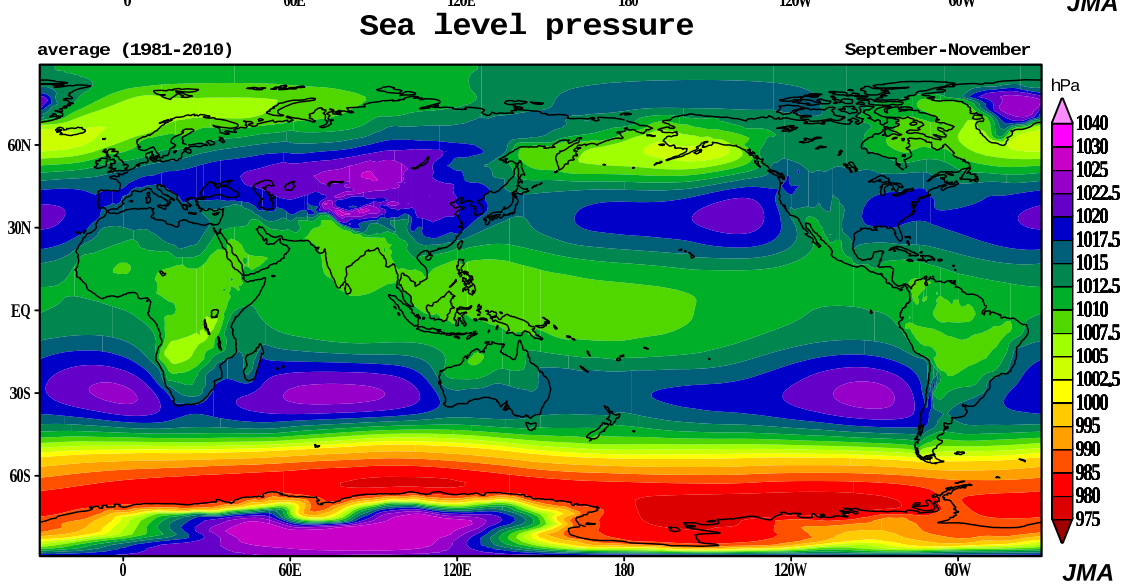 0 60E 120E 180 120W 60W JMA
Sea level pressure
average (1981-2010) September-November
hPa
1040
1030
1025
1022.5
1020
1017.5
1015
1012.5
1010
1007.5
1005
1002.5
1000
995
990
985
980
975
60N
30N
EQ
30S
60S
0 60E 120E 180 120W 60W
JMA